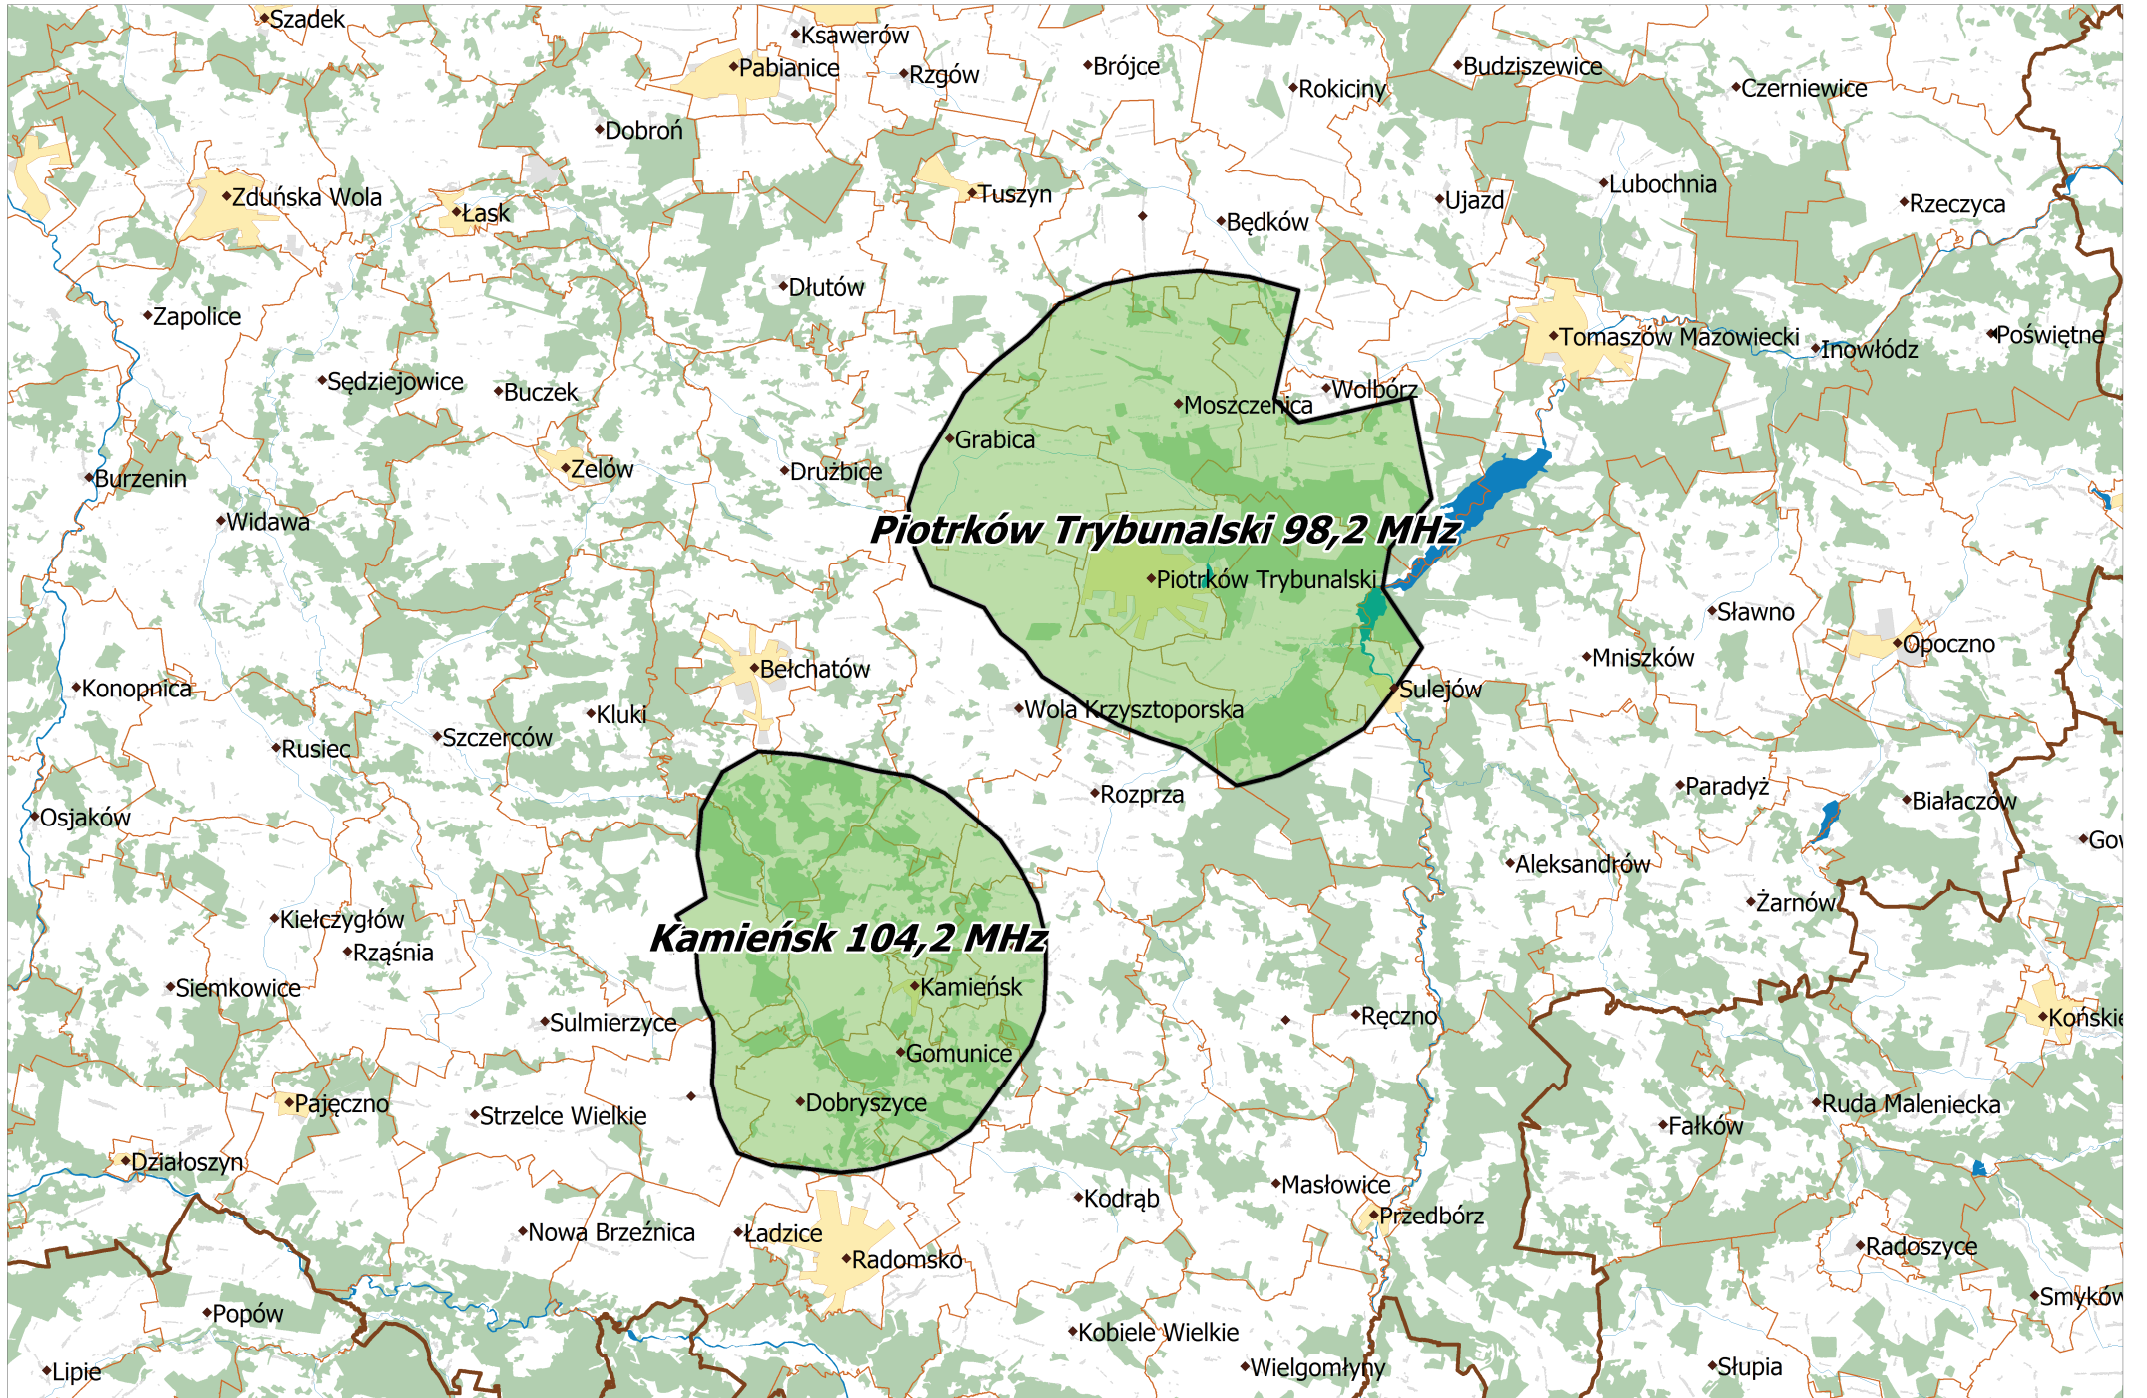 Szadek
Ksawerów
Pabianice
Rzgów
Brójce
Rokiciny
Budziszewice
Czerniewice
Dobroń
Zduńska Wola
Łask
Tuszyn
Będków
Ujazd
Lubochnia
Rzeczyca
Zapolice
Dłutów
Tomaszów Mazowiecki
Inowłódz
Poświętne
Sędziejowice
Buczek
Moszczenica
Wolbórz
Grabica
Burzenin
Zelów
Drużbice
Widawa
Piotrków Trybunalski 98,2 MHz
Piotrków Trybunalski
Sławno
Opoczno
Mniszków
Bełchatów
Konopnica
Kluki
Wola Krzysztoporska
Sulejów
Rusiec
Szczerców
Rozprza
Paradyż
Białaczów
Osjaków
Gow
Aleksandrów
Żarnów
Kiełczygłów
Rząśnia
Kamieńsk 104,2 MHz
Siemkowice
Kamieńsk
Sulmierzyce
Ręczno
Końskie
Gomunice
Pajęczno
Strzelce Wielkie
Dobryszyce
Ruda Maleniecka
Fałków
Działoszyn
Kodrąb
Masłowice
Przedbórz
Nowa Brzeźnica
Ładzice
Radomsko
Radoszyce
Popów
Smyków
Kobiele Wielkie
Lipie
Wielgomłyny
Słupia